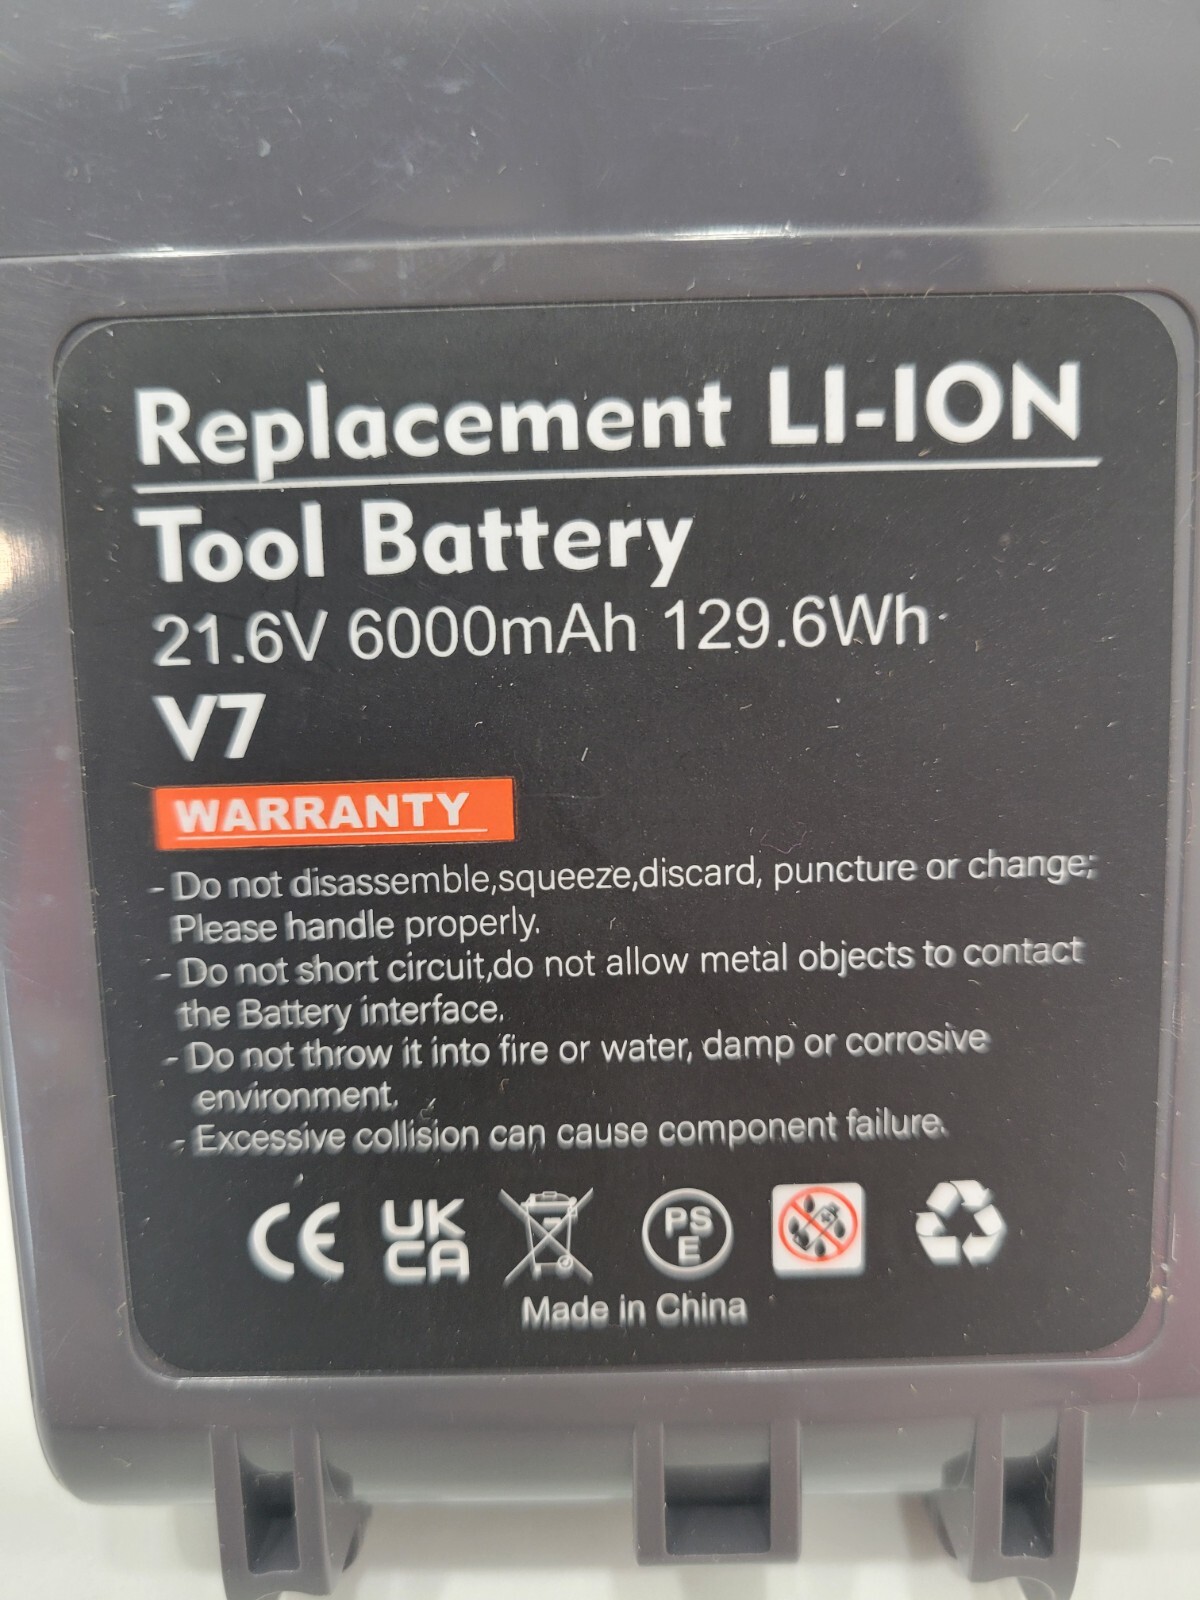 Replacement LI-ION
Tool Battery
21.6V 6000mAh 129.6Wh
V7
WARRANTY
- Do not disassemble,squeeze,discard, puncture or change;
Please handle properly.
- Do not short circuit,do not allow metal objects to contact
the Battery interface.
- Do not throw it into fire or water, damp or corrosive
environment.
- Excessive collision can cause component failure.
CE UK
CA PS
E
Made in China